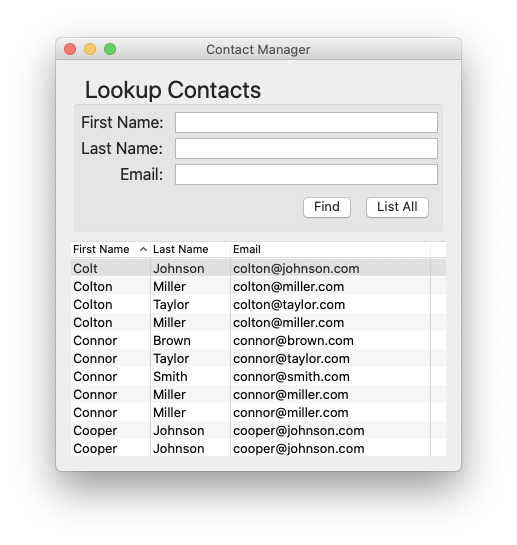 Contact Manager
Lookup Contacts
First Name:
Last Name:
Email:
Find List All
First Name Last Name Email
Colt Johnson colton@johnson.com
Colton Miller colton@miller.com
Colton Taylor colton@taylor.com
Colton Miller colton@miller.com
Connor Brown connor@brown.com
Connor Taylor connor@taylor.com
Connor Smith connor@smith.com
Connor Miller connor@miller.com
Connor Miller connor@miller.com
Cooper Johnson cooper@johnson.com
Cooper Johnson cooper@johnson.com